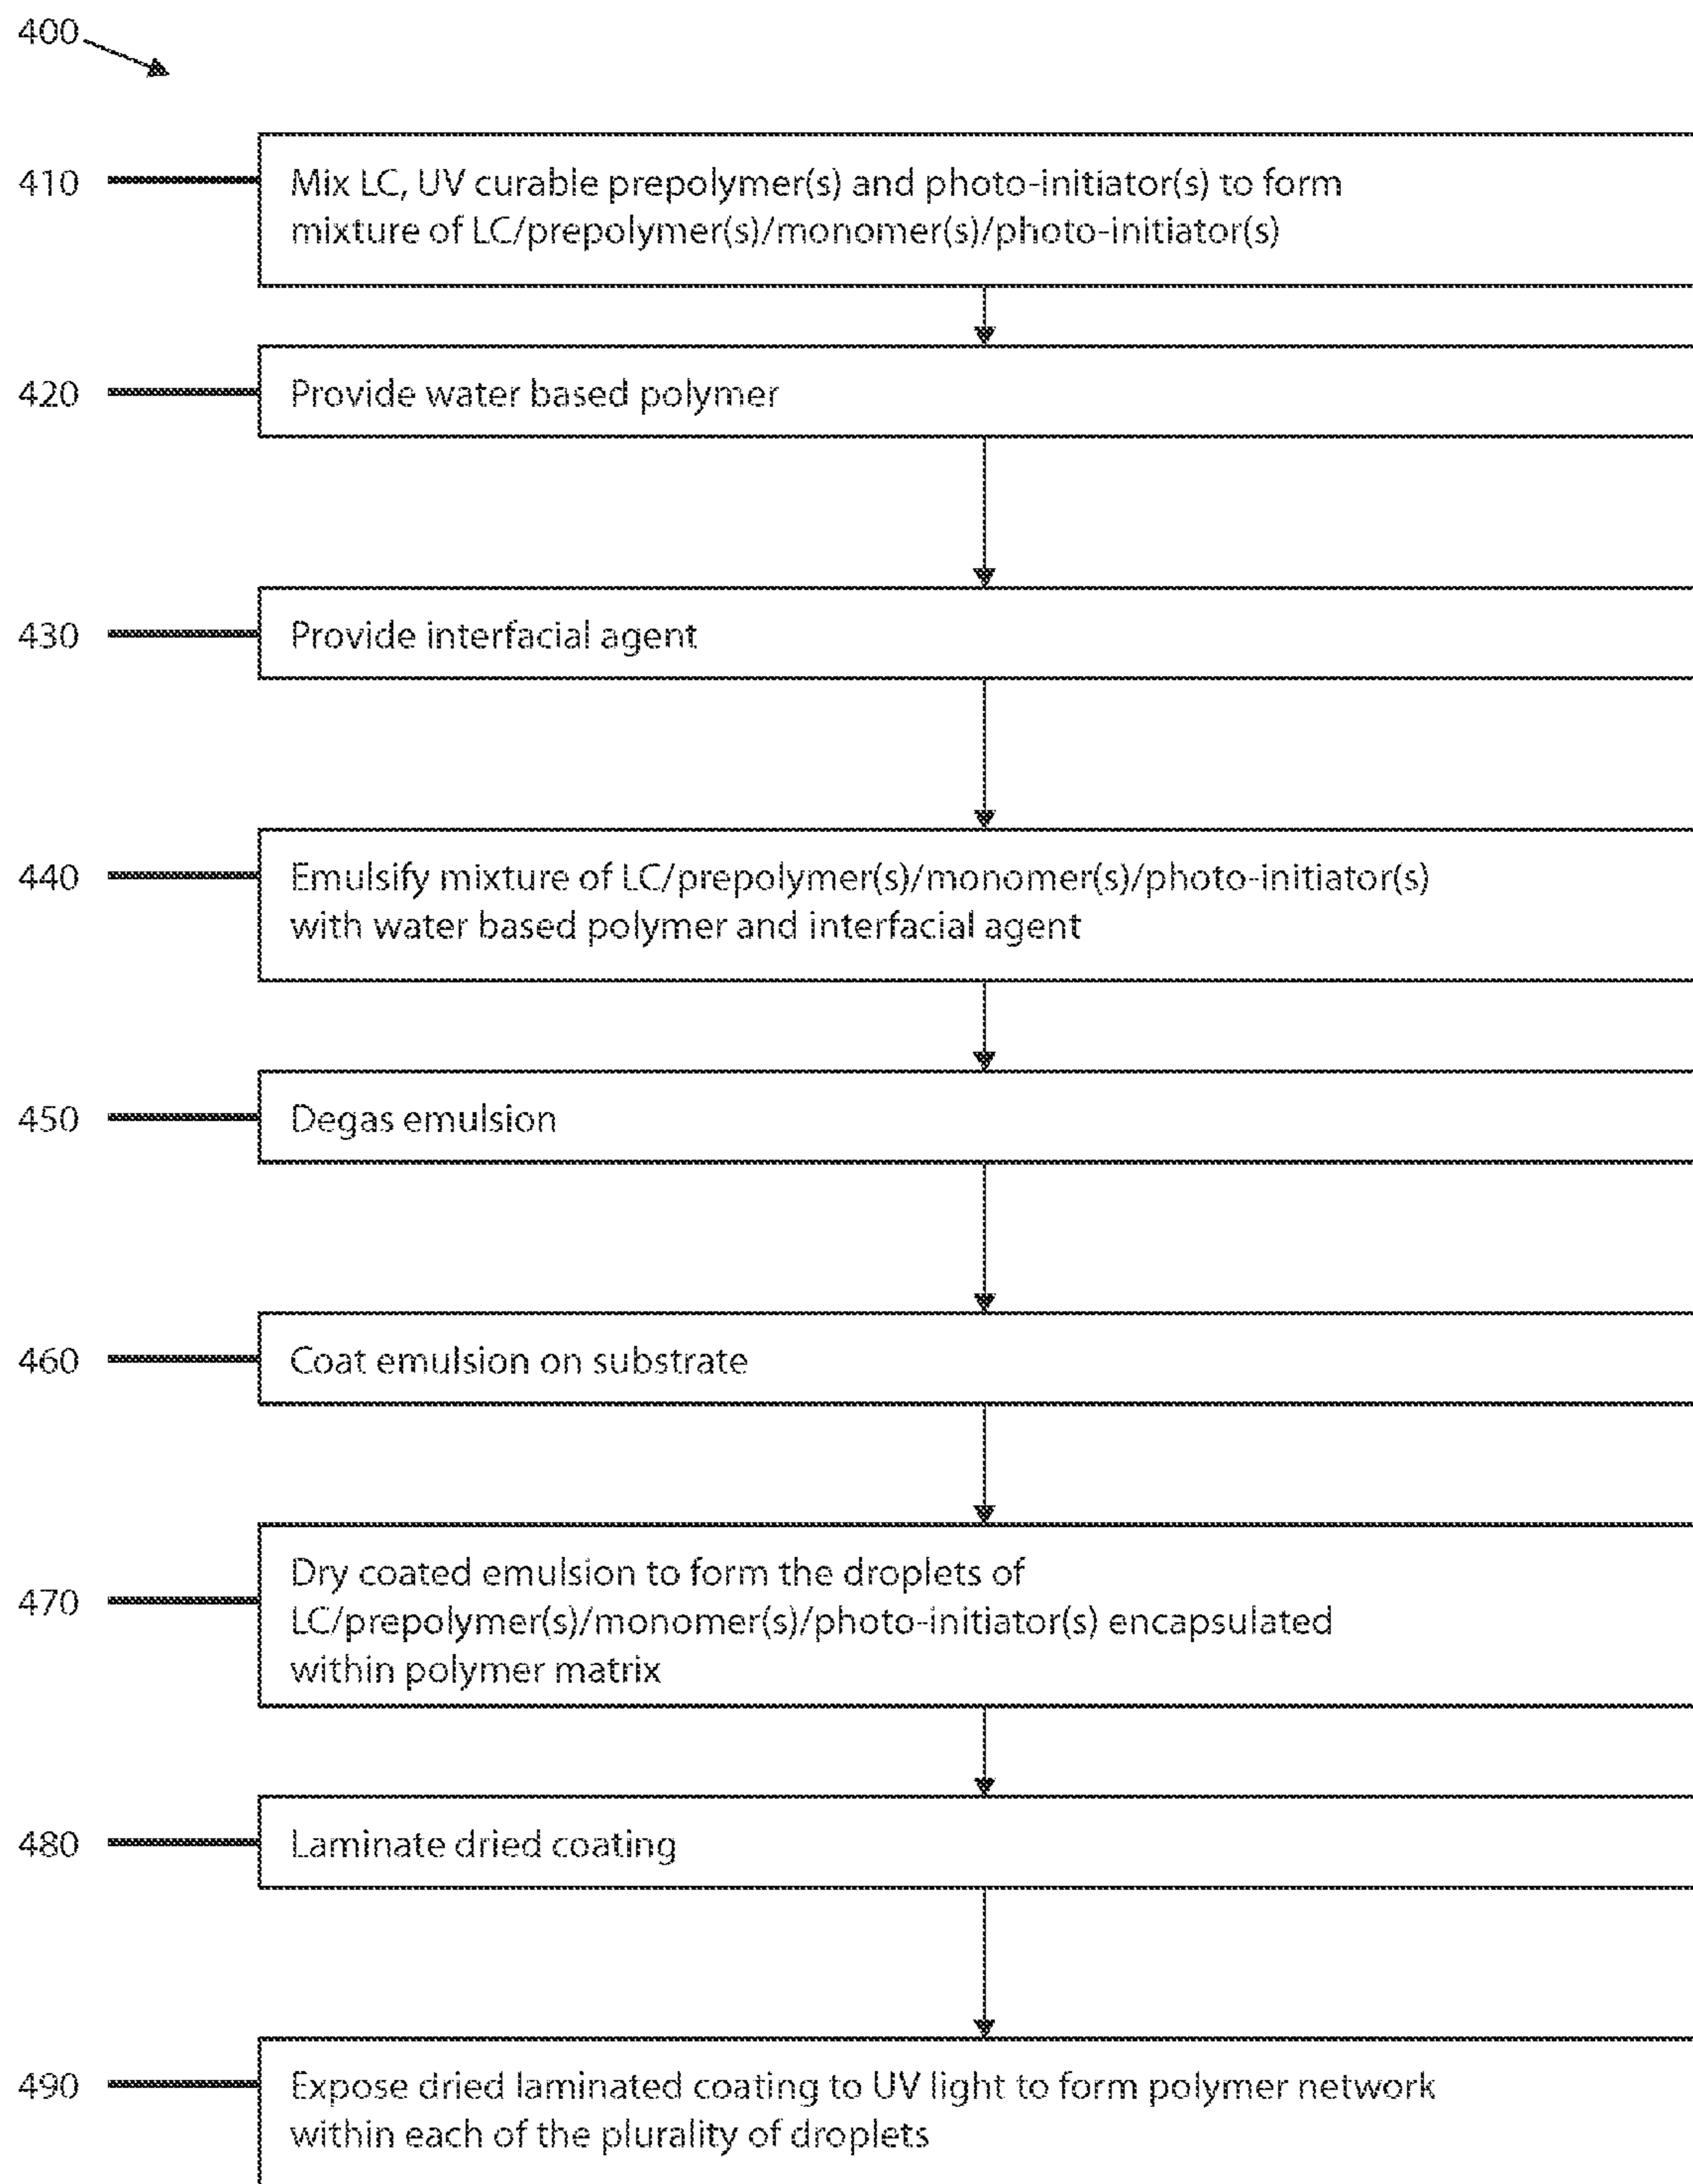 400
410 Mix LC, UV curable prepolymer(s) and photo-initiator(s) to form
mixture of LC/prepolymer(s)/monomer(s)/photo-initiator(s)
420 Provide water based polymer
430 Provide interfacial agent
440 Emulsify mixture of LC/prepolymer(s)/monomer(s)/photo-initiator(s)
with water based polymer and interfacial agent
450 Degas emulsion
460 Coat emulsion on substrate
470 Dry coated emulsion to form the droplets of
LC/prepolymer(s)/monomer(s)/photo-initiator(s) encapsulated
within polymer matrix
480 Laminate dried coating
490 Expose dried laminated coating to UV light to form polymer network
within each of the plurality of droplets